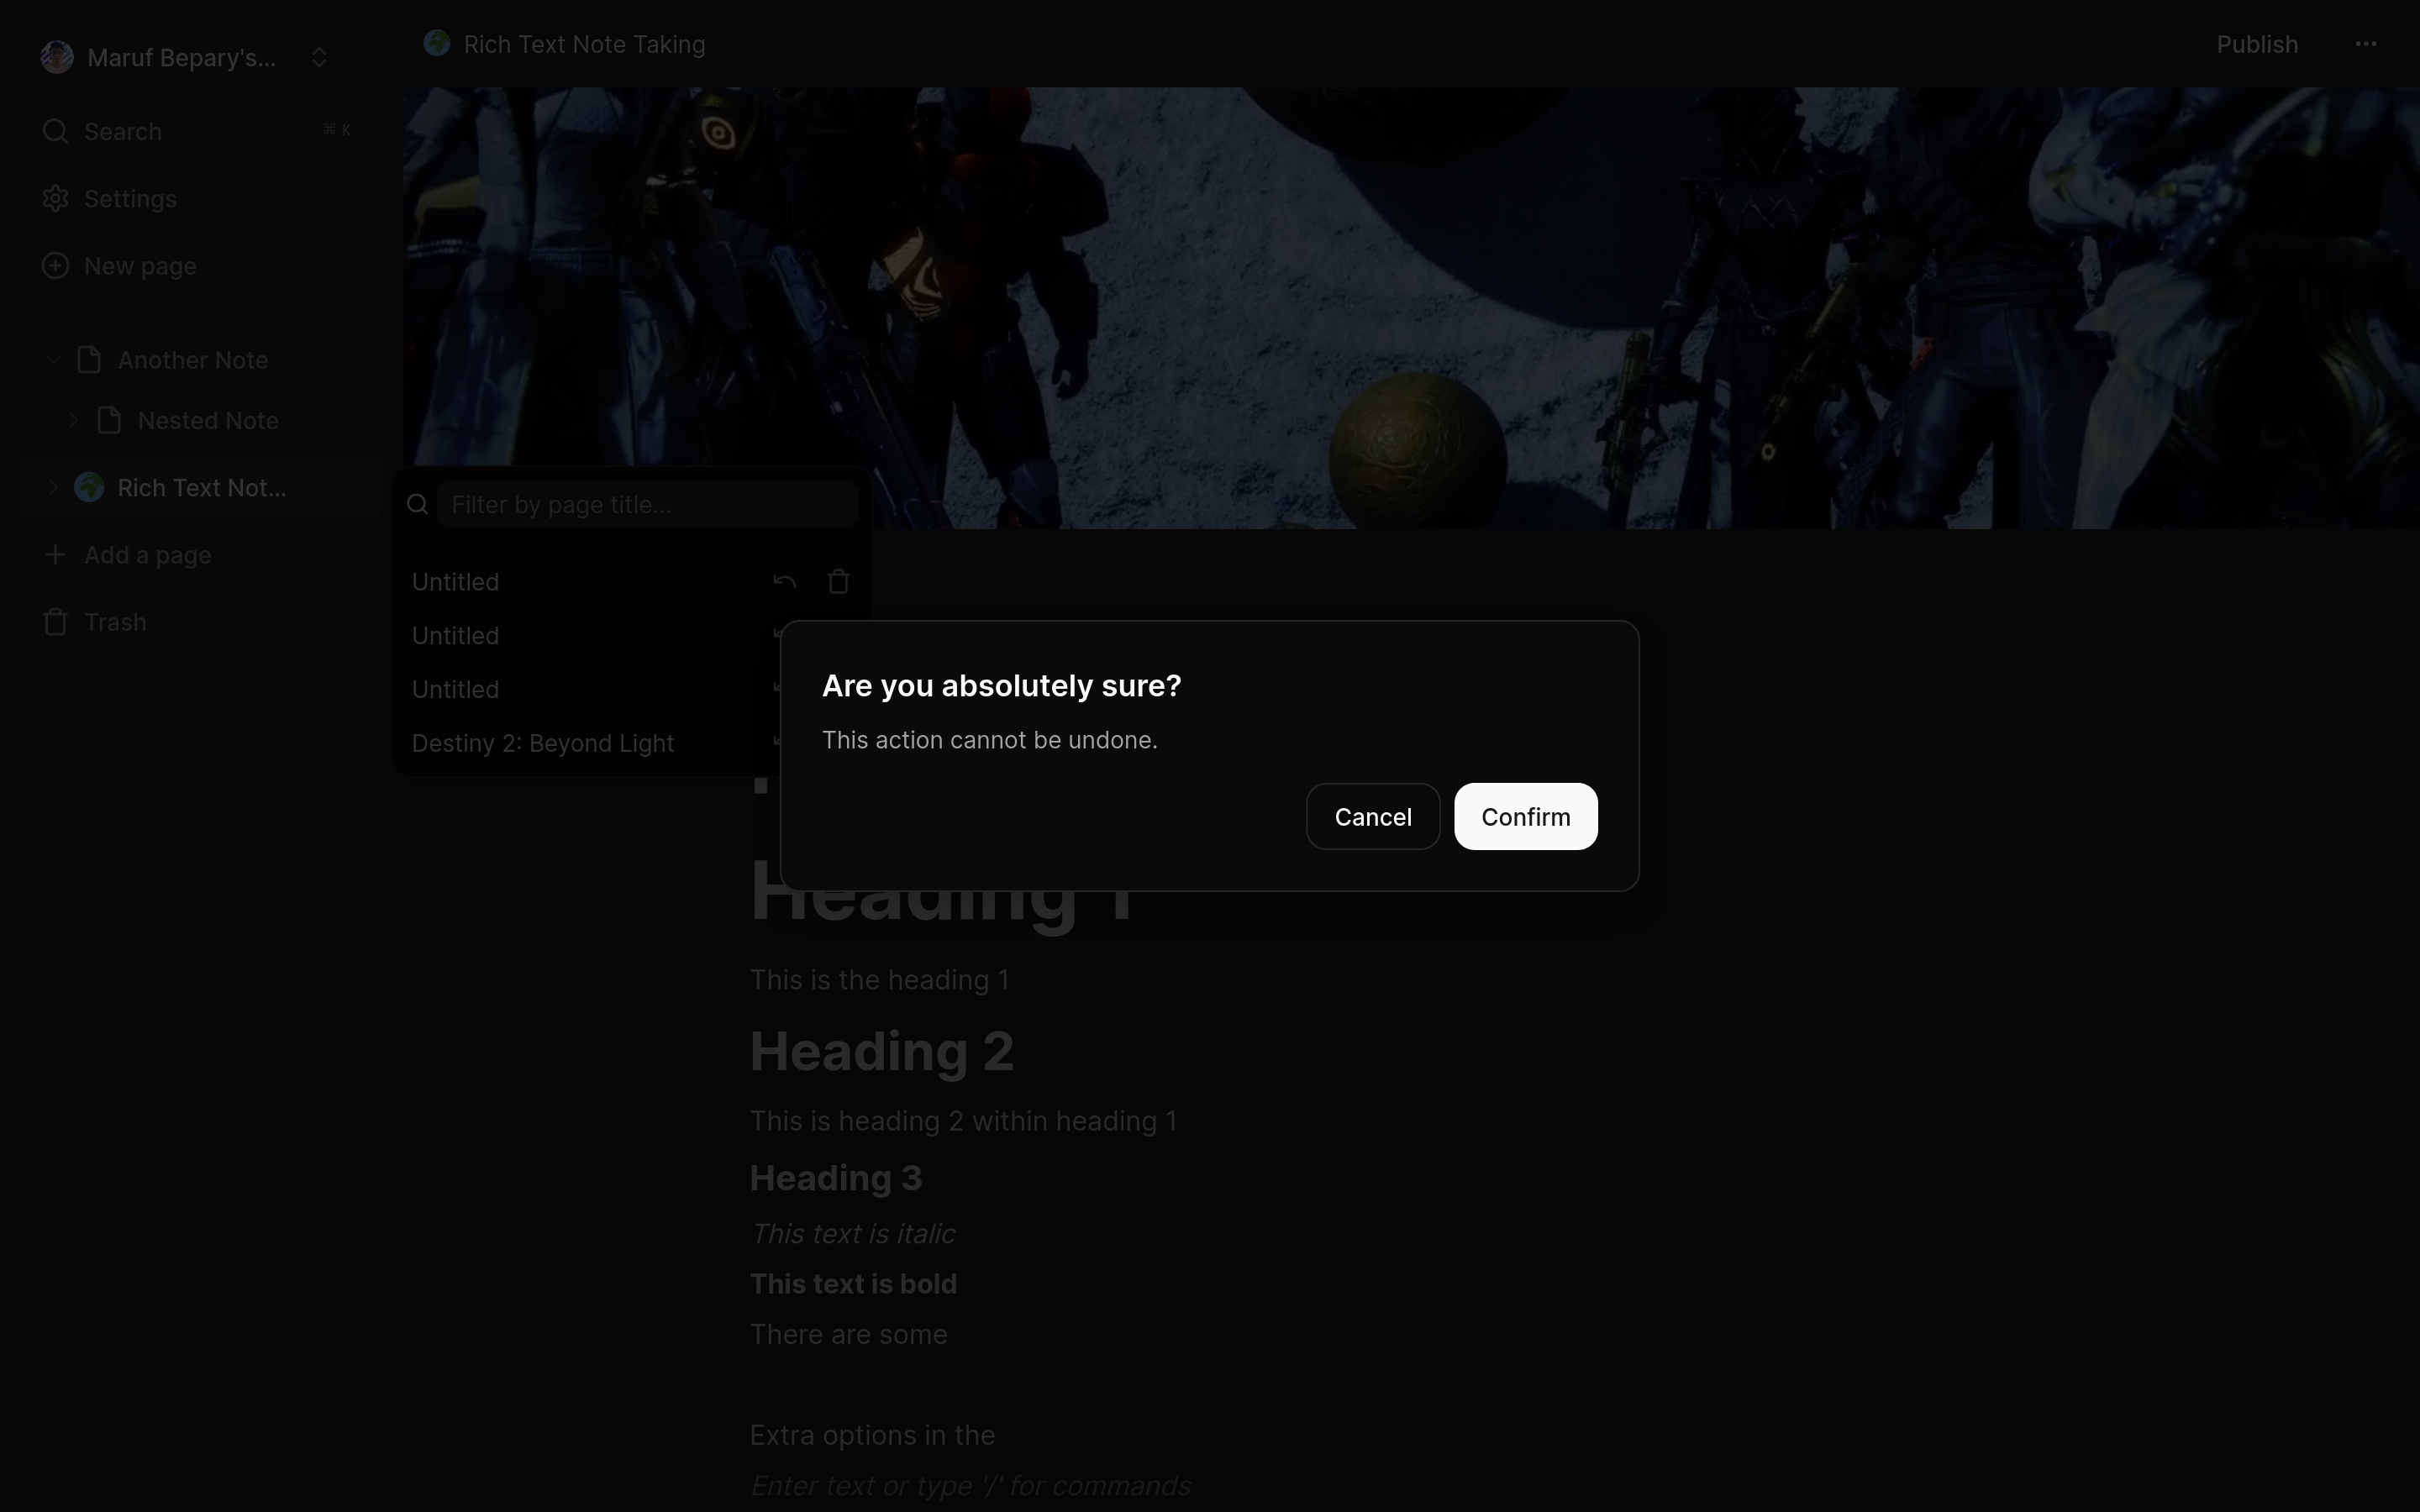 Maruf Bepary's...
Search ⌘ K
Settings
New page
Another Note
Nested Note
Rich Text Not...
Add a page
Trash
Rich Text Note Taking
Publish
Filter by page title...
Untitled
Untitled
Untitled
Destiny 2: Beyond Light
Are you absolutely sure?
This action cannot be undone.
Cancel
Confirm
Heading 1
This is the heading 1
Heading 2
This is heading 2 within heading 1
Heading 3
This text is italic
This text is bold
There are some
Extra options in the
Enter text or type '/' for commands